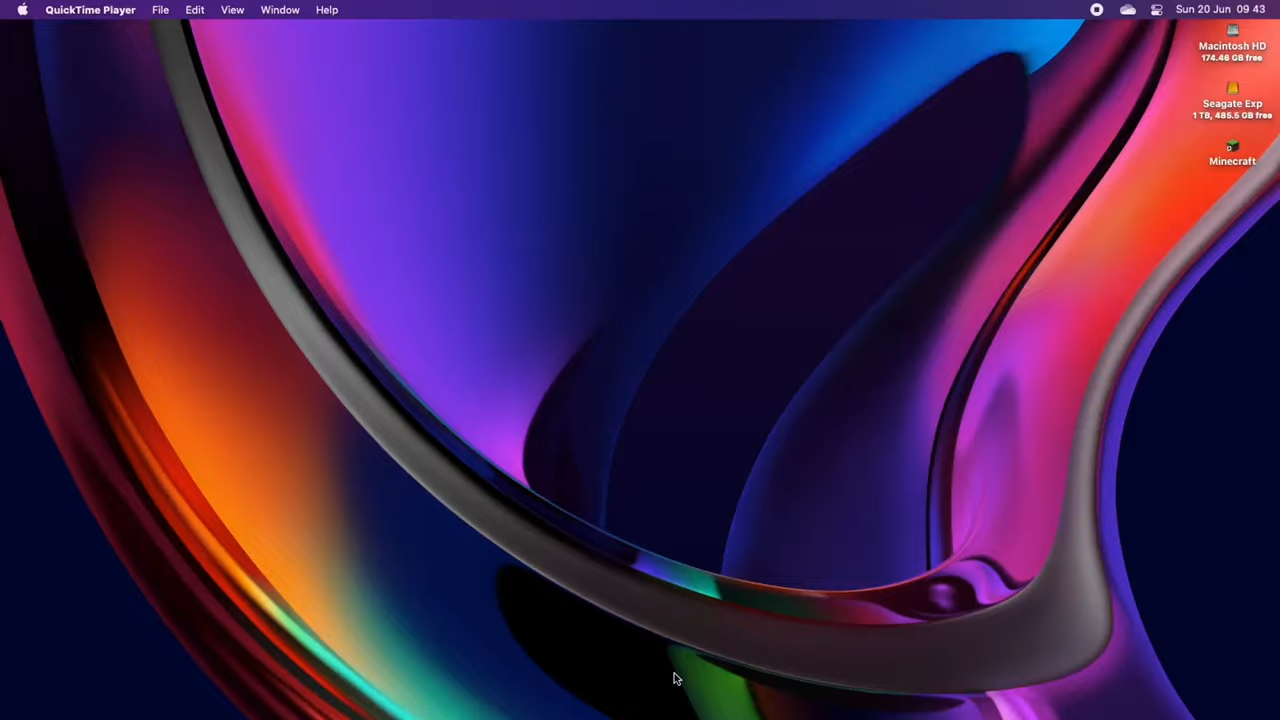 QuickTime Player File Edit View Window Help Sun 20 Jun 09 43
Macintosh HD
174.46 GB free
Seagate Exp
1 TB, 485.5 GB free
Minecraft